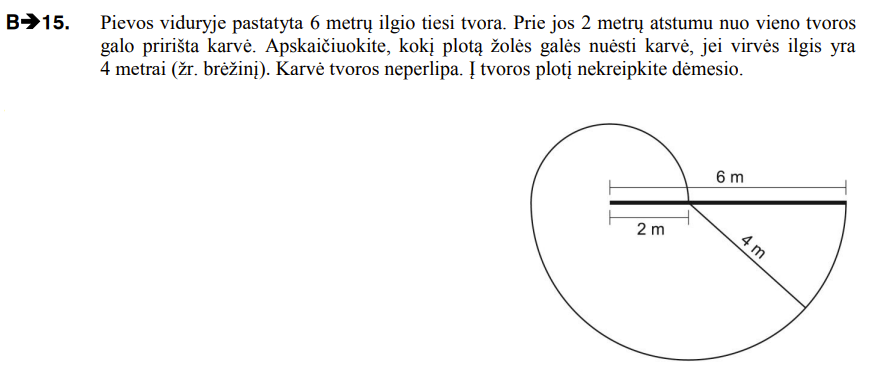 B➔15. Pievos viduryje pastatyta 6 metrų ilgio tiesi tvora. Prie jos 2 metrų atstumu nuo vieno tvoros
galo pririšta karvė. Apskaičiuokite, kokį plotą žolės galės nuėsti karvė, jei virvės ilgis yra
4 metrai (žr. brėžinį). Karvė tvoros neperlipa. Į tvoros plotį nekreipkite dėmesio.
6 m
2 m
4 m